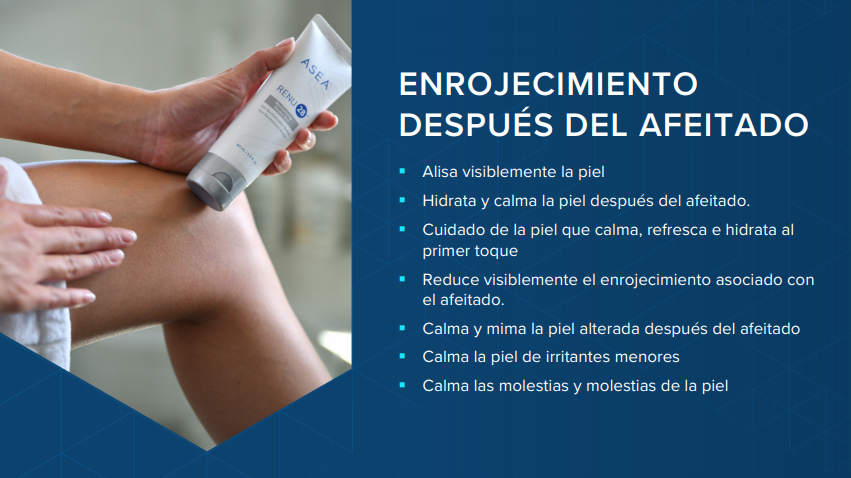 ASEA
RENU 28
ENROJECIMIENTO
DESPUÉS DEL AFEITADO
Alisa visiblemente la piel
Hidrata y calma la piel después del afeitado.
Cuidado de la piel que calma, refresca e hidrata al
primer toque
Reduce visiblemente el enrojecimiento asociado con
el afeitado.
Calma y mima la piel alterada después del afeitado
Calma la piel de irritantes menores
Calma las molestias y molestias de la piel